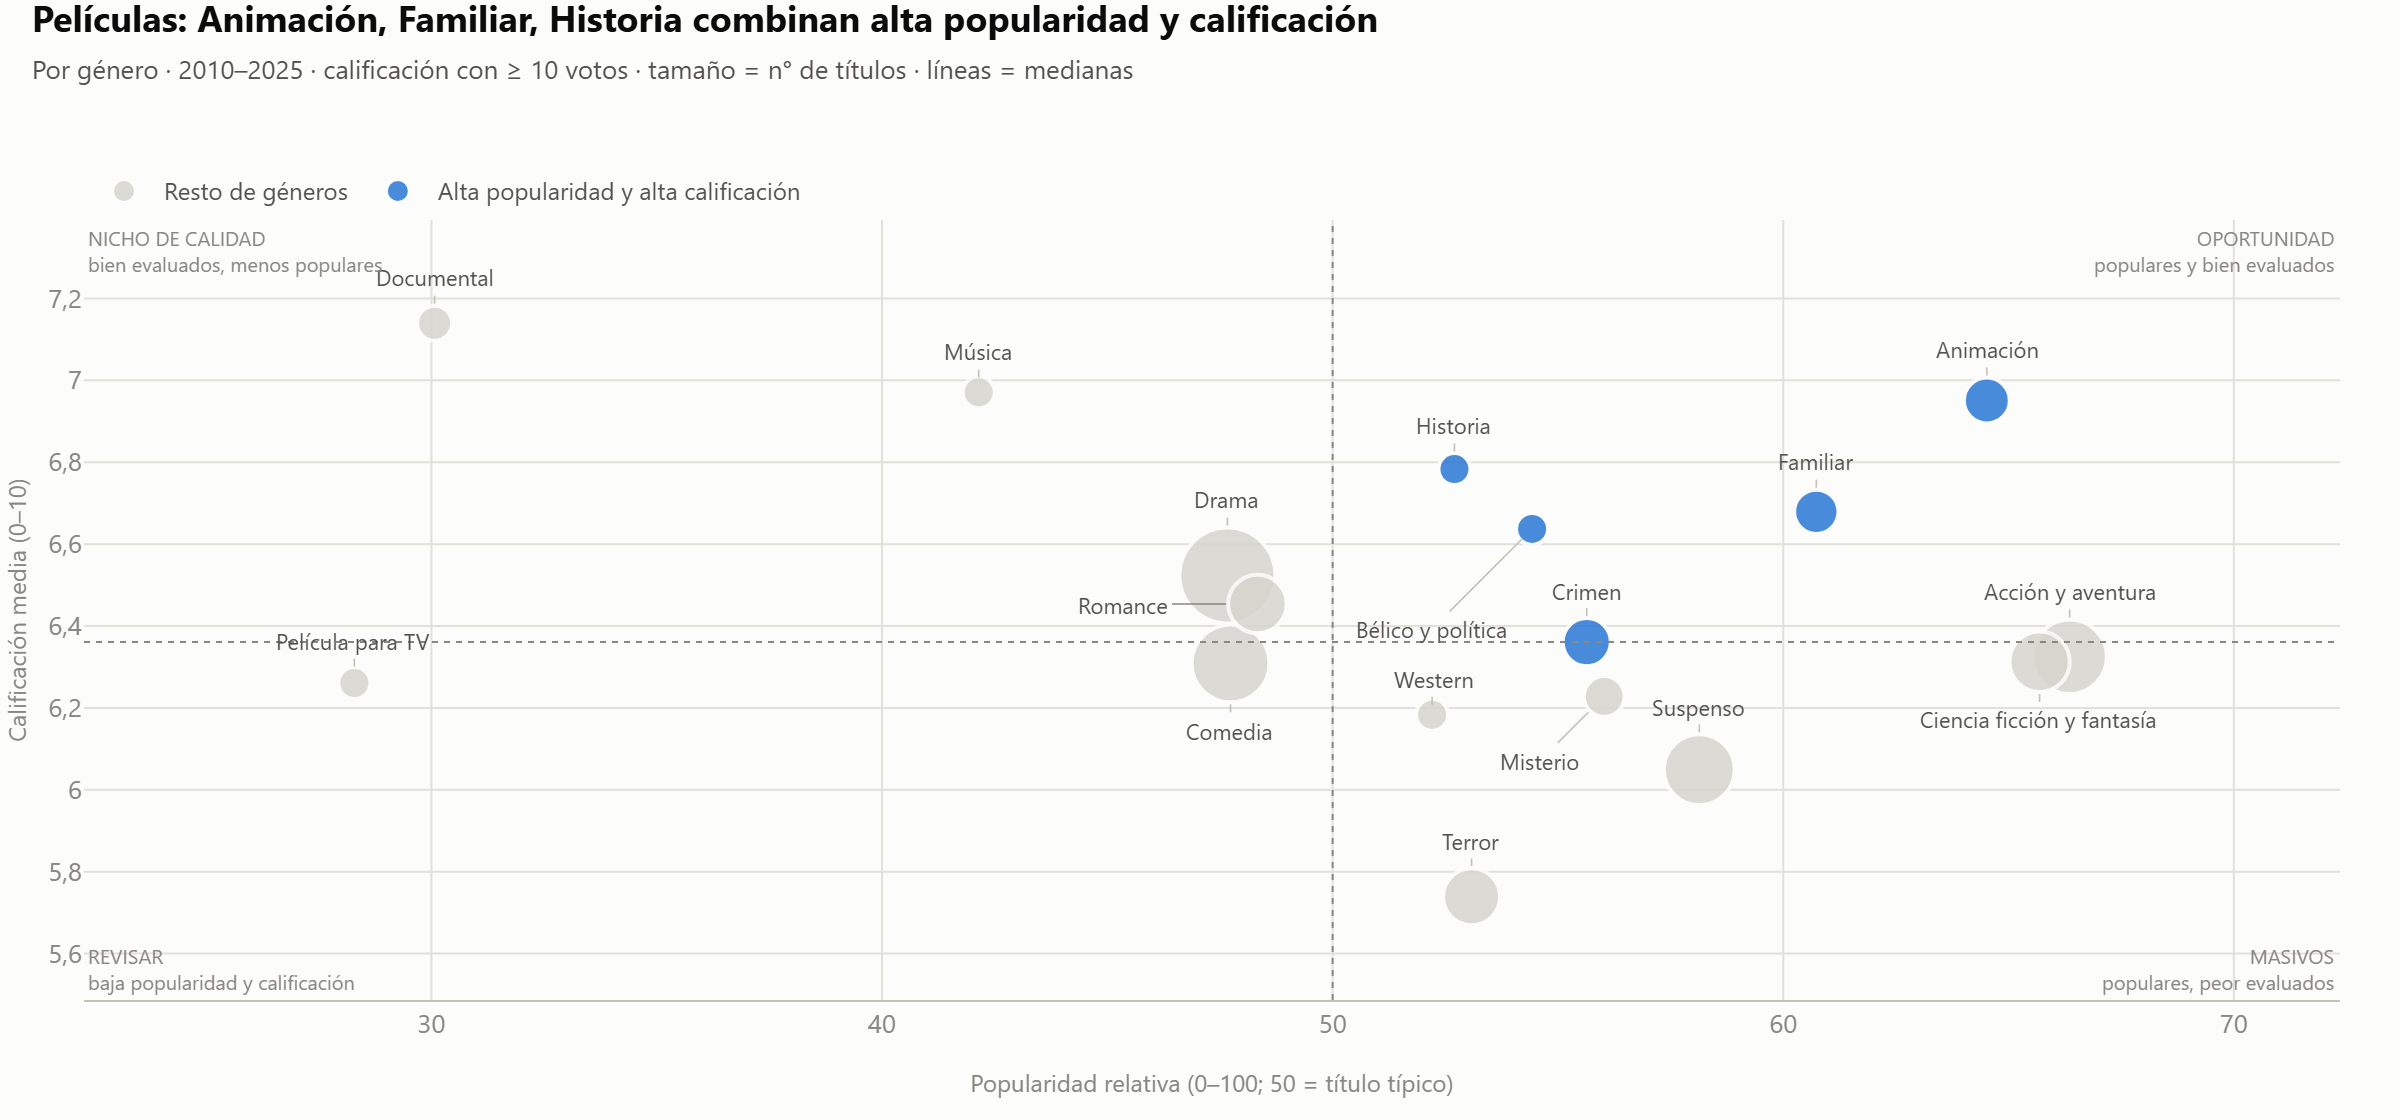 Películas: Animación, Familiar, Historia combinan alta popularidad y calificación
Por género · 2010–2025 · calificación con ≥ 10 votos · tamaño = n° de títulos · líneas = medianas
Resto de géneros
Alta popularidad y alta calificación
NICHO DE CALIDAD
bien evaluados, menos populares
OPORTUNIDAD
populares y bien evaluados
Documental
7,2
Música
Animación
7
Historia
Familiar
6,8
Drama
6,6
Crimen
Acción y aventura
Romance
6,4
Bélico y política
Película para TV
Western
6,2
Suspenso
Ciencia ficción y fantasía
Comedia
Misterio
6
Terror
5,8
5,6
REVISAR
baja popularidad y calificación
MASIVOS
populares, peor evaluados
Calificación media (0–10)
30
40
50
60
70
Popularidad relativa (0–100; 50 = título típico)